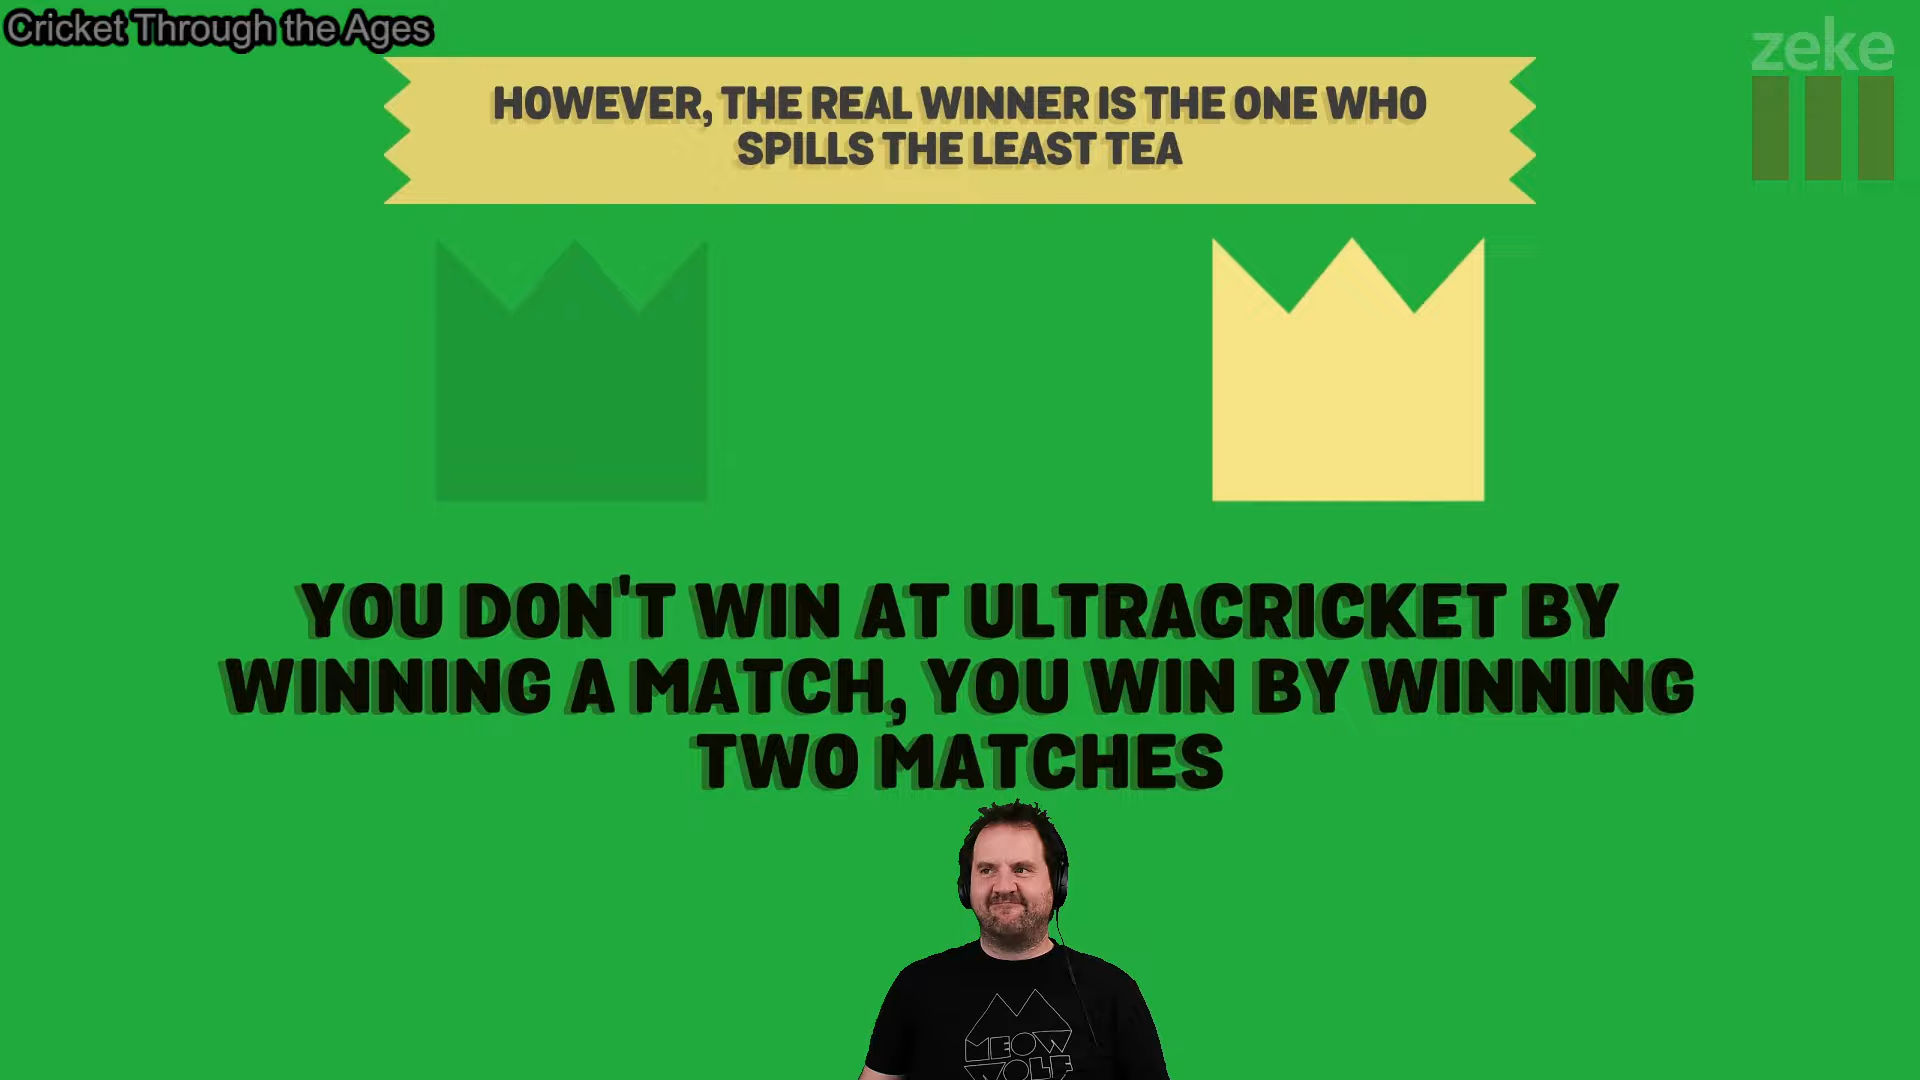 Cricket Through the Ages
zeke
HOWEVER, THE REAL WINNER IS THE ONE WHO
SPILLS THE LEAST TEA
YOU DON'T WIN AT ULTRACRICKET BY
WINNING A MATCH, YOU WIN BY WINNING
TWO MATCHES
MEOW
WOLF